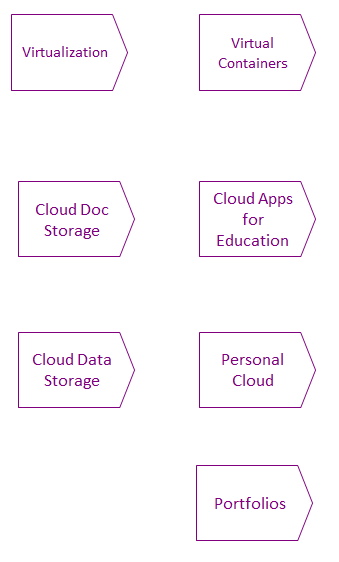 Virtualization
Virtual
Containers
Cloud Doc
Storage
Cloud Apps
for
Education
Cloud Data
Storage
Personal
Cloud
Portfolios